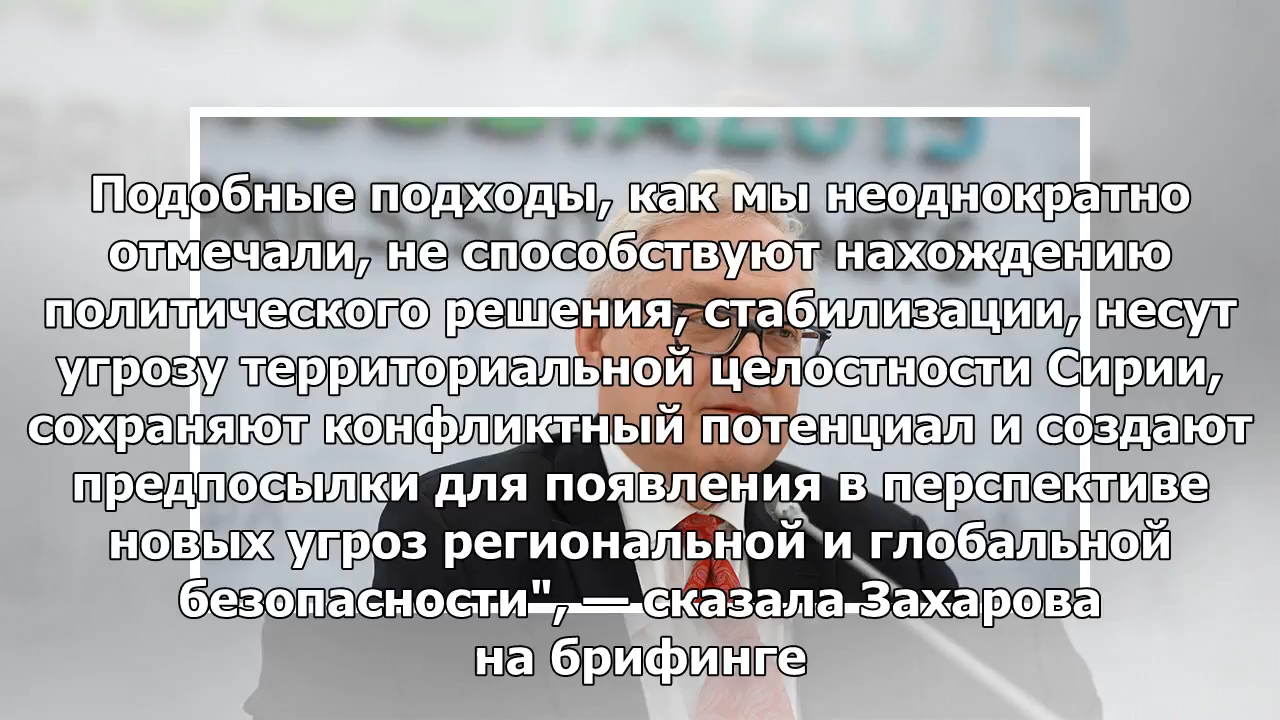 Подобные подходы, как мы неоднократно
отмечали, не способствуют нахождению
политического решения, стабилизации, несут
угрозу территориальной целостности Сирии,
сохраняют конфликтный потенциал и создают
предпосылки для появления в перспективе
новых угроз региональной и глобальной
безопасности", — сказала Захарова
на брифинге